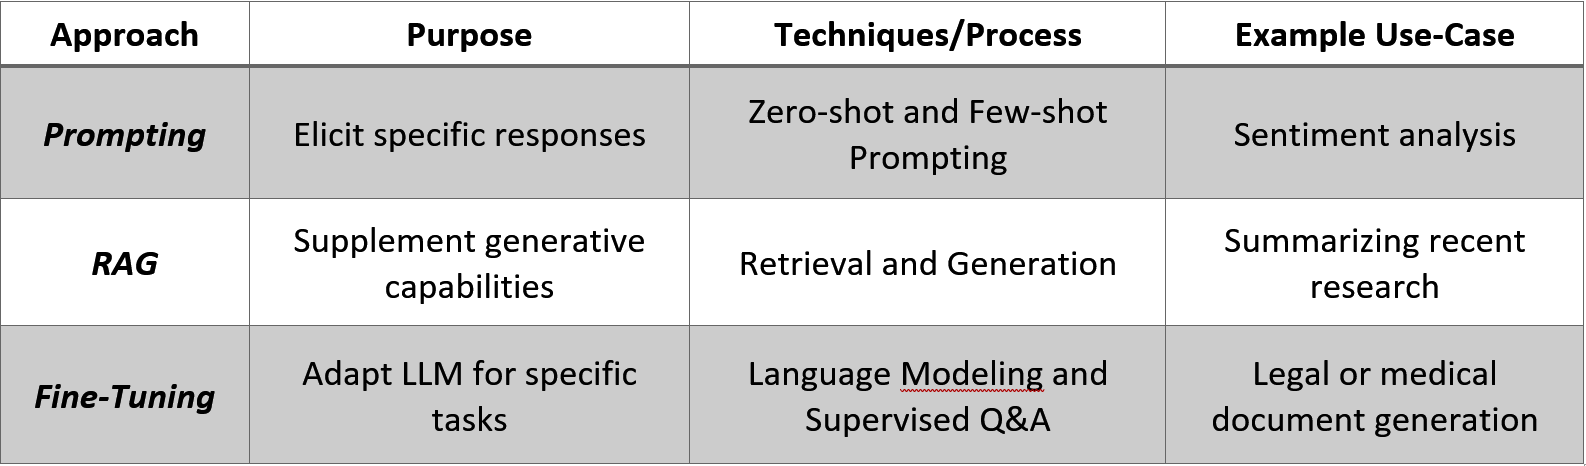 Approach Purpose Techniques/Process Example Use-Case
Prompting
Elicit specific responses
Zero-shot and Few-shot
Prompting
Sentiment analysis
RAG
Supplement generative
capabilities
Retrieval and Generation
Summarizing recent
research
Fine-Tuning
Adapt LLM for specific
tasks
Language Modeling and
Supervised Q&A
Legal or medical
document generation